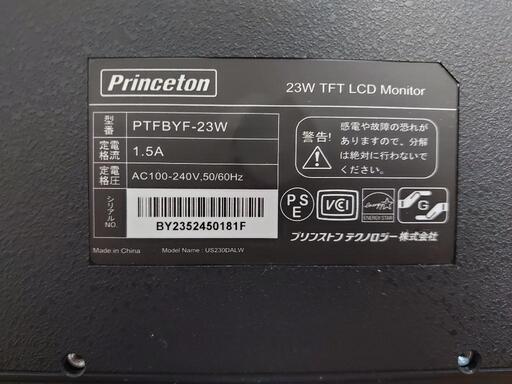 Princeton
23W TFT LCD Monitor
型番 PTFBYF-23W
定格電流 1.5A
定格電圧 AC100-240V,50/60Hz
シリアルNO.
BY2352450181F
警告!
感電や故障の恐れが
ありますので、分解
は絶対に行わないで
ください。
PSE
VCI
energy
ENERGY STAR
G
プリンストン テクノロジー株式会社
Made in China
Model Name : US230DALW